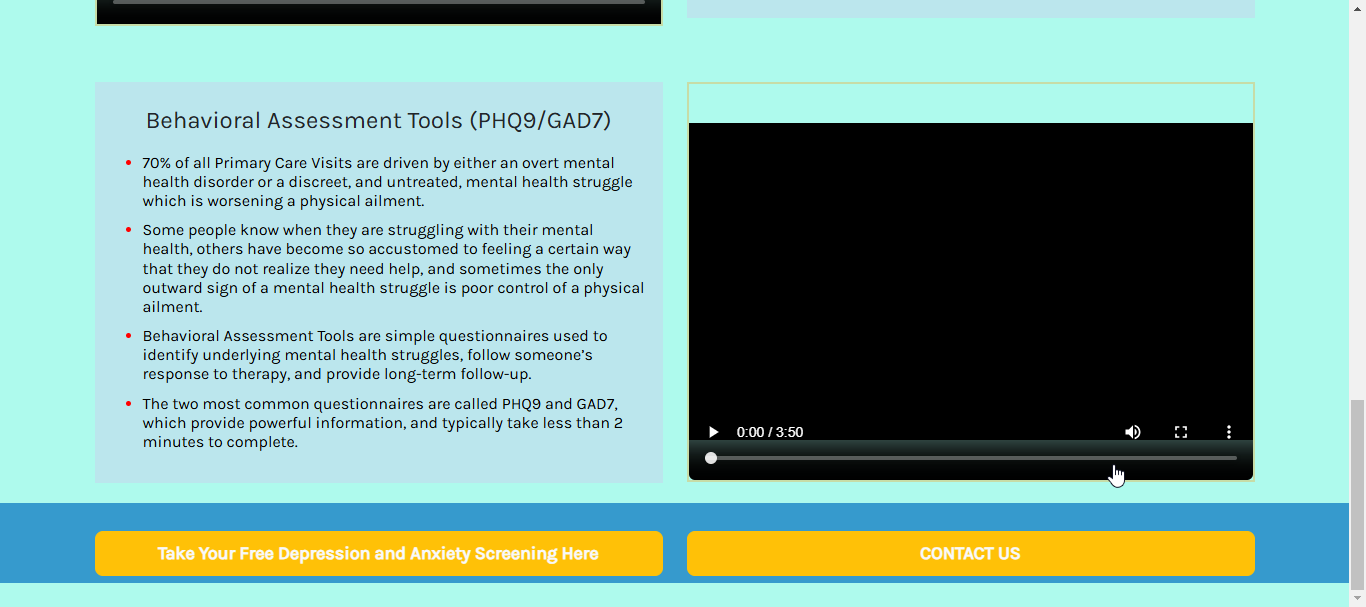 Behavioral Assessment Tools (PHQ9/GAD7)
70% of all Primary Care Visits are driven by either an overt mental
health disorder or a discreet, and untreated, mental health struggle
which is worsening a physical ailment.
Some people know when they are struggling with their mental
health, others have become so accustomed to feeling a certain way
that they do not realize they need help, and sometimes the only
outward sign of a mental health struggle is poor control of a physical
ailment.
Behavioral Assessment Tools are simple questionnaires used to
identify underlying mental health struggles, follow someone's
response to therapy, and provide long-term follow-up.
The two most common questionnaires are called PHQ9 and GAD7,
which provide powerful information, and typically take less than 2
minutes to complete.
0:00 / 3:50
Take Your Free Depression and Anxiety Screening Here
CONTACT US